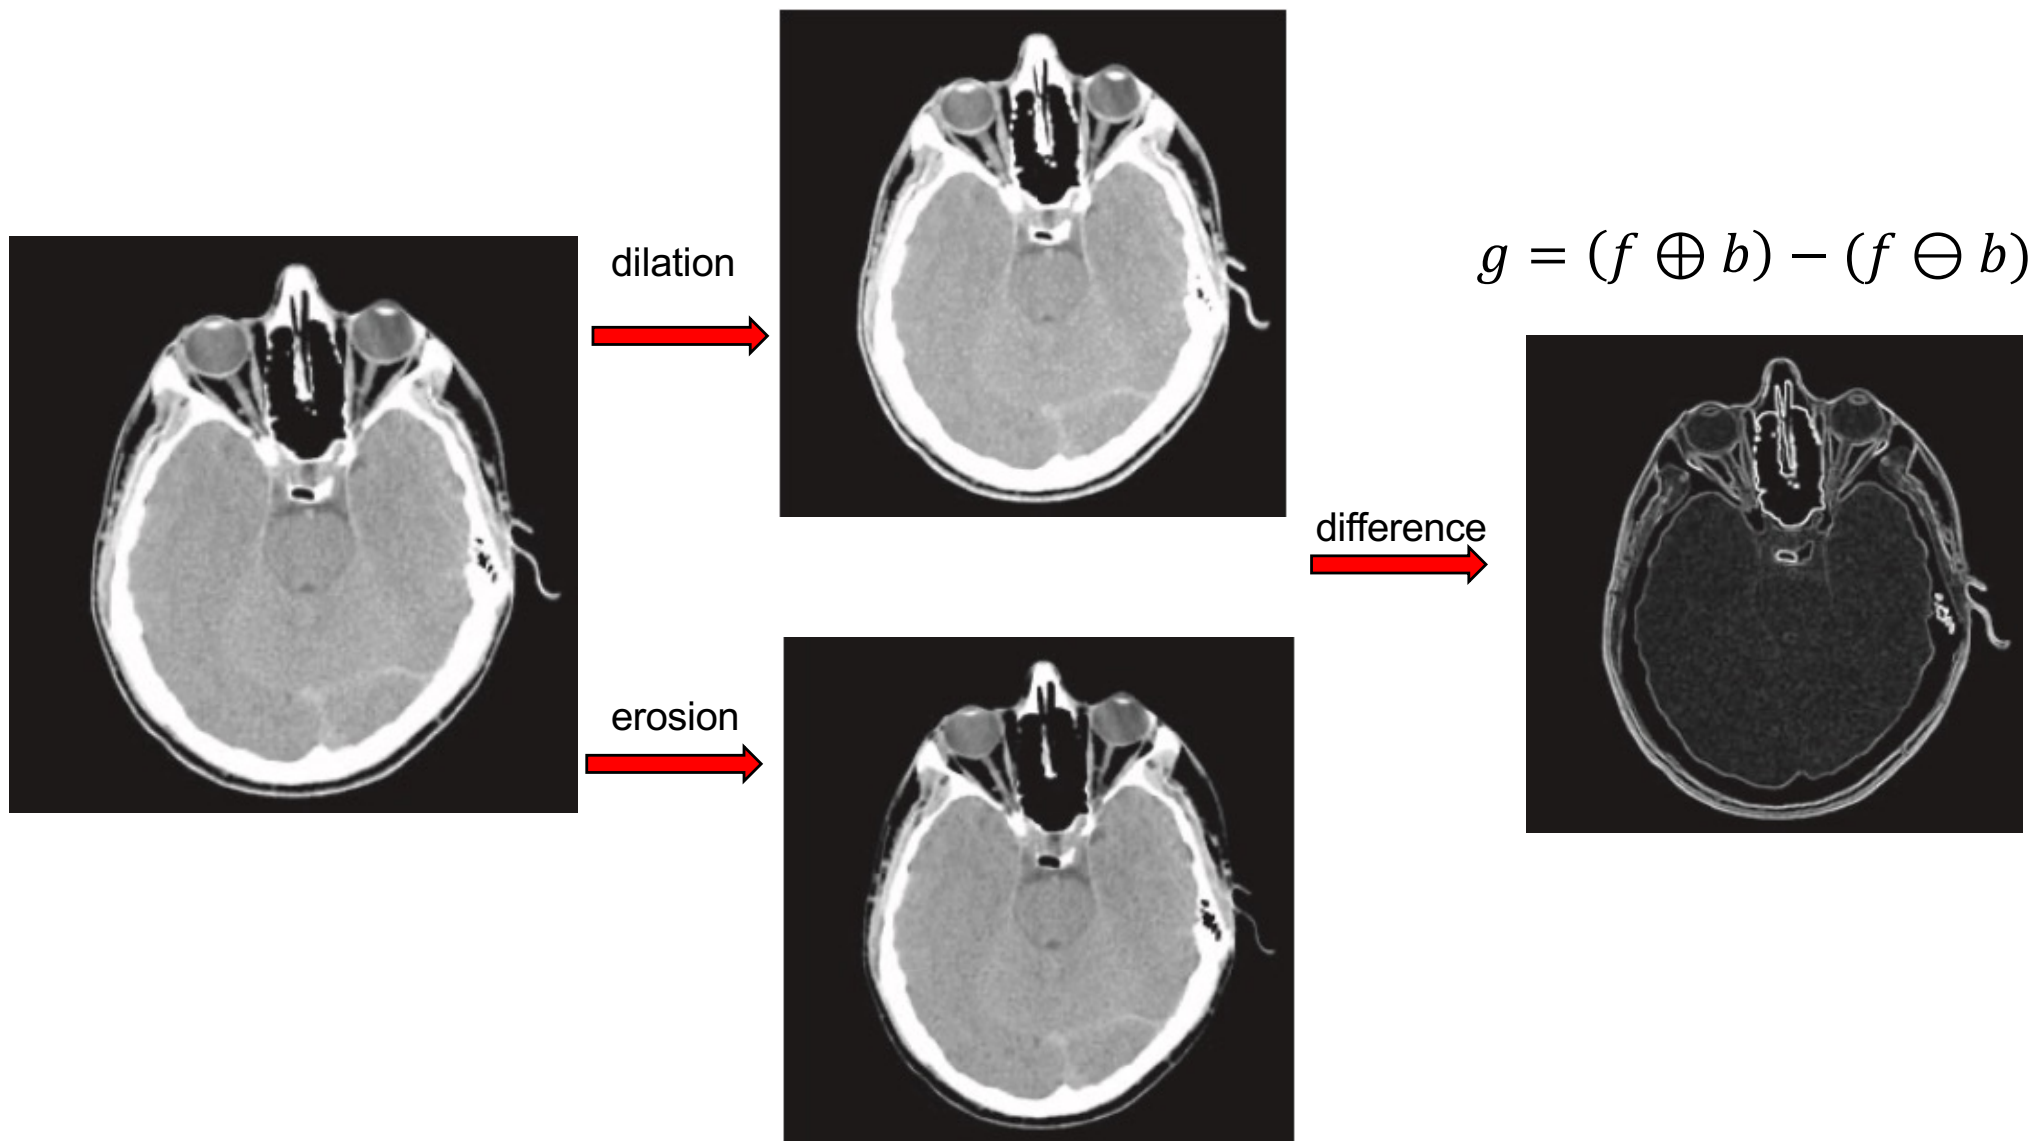 dilation
g = (f ⊕ b) − (f ⊖ b)
difference
erosion